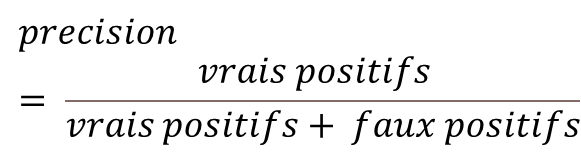 precision
vrais positifs
=
vrais positifs + faux positifs